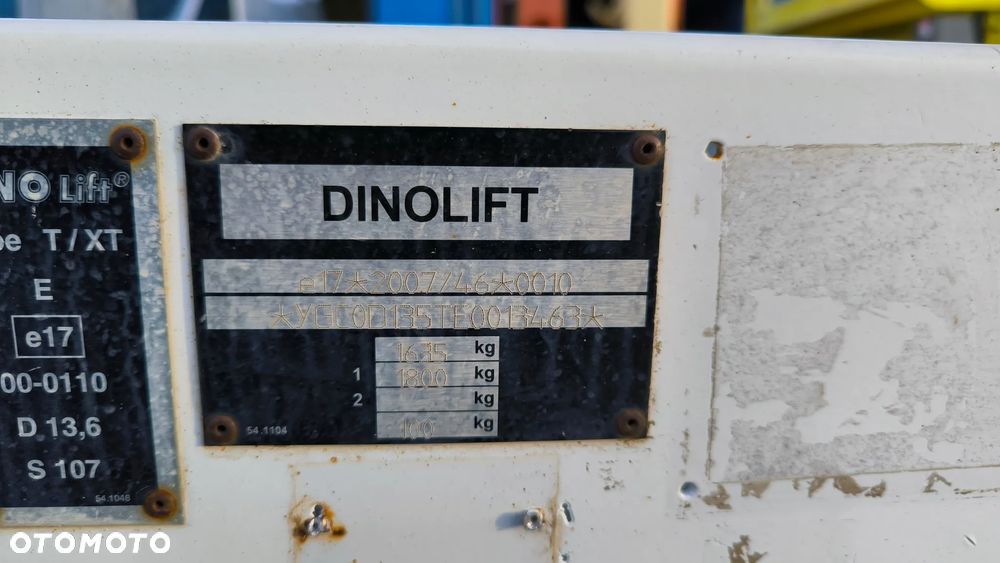 NO Lift®
pe T/XT
E
e17
00-0110
D 13,6
S 107
54.1048
DINOLIFT
e17*2007/46*0010
*YGC0D135TE0013463*
1635 kg
1 1800 kg
2 kg
100 kg
54.1104
OTOMOTO